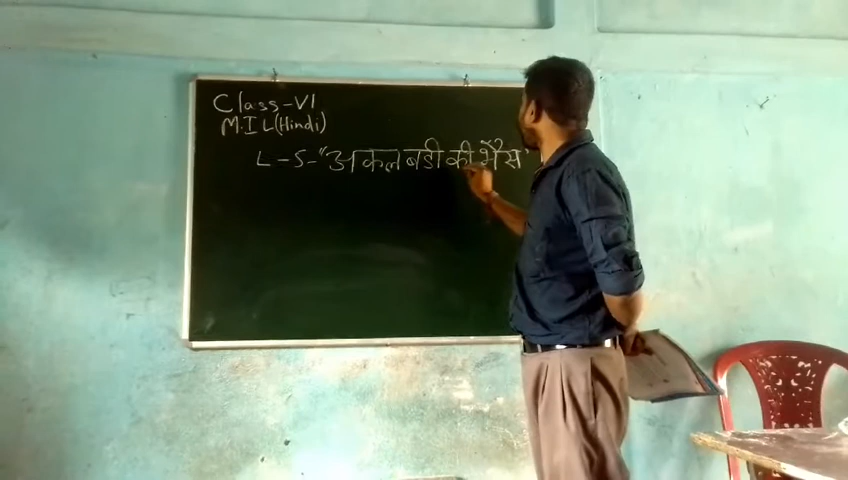 Class-VI
M.I L(Hindi)
L-5-"अकल बडी की भैंस"